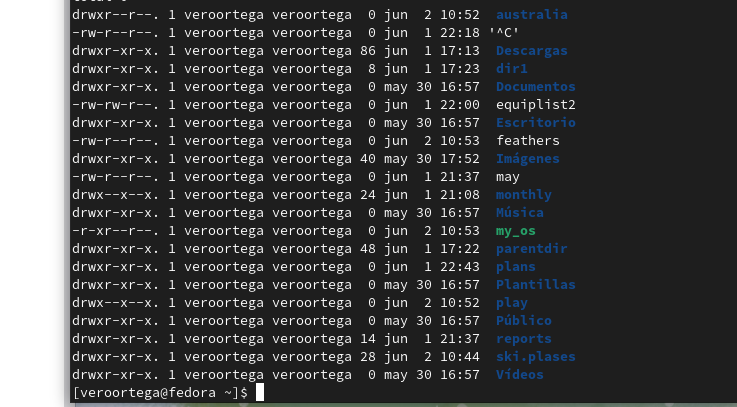 drwxr--r--. 1 veroortega veroortega  0 jun  2 10:52  australia
-rw-r--r--. 1 veroortega veroortega  0 jun  1 22:18 '^C'
drwxr-xr-x. 1 veroortega veroortega 86 jun  1 17:13  Descargas
drwxr-xr-x. 1 veroortega veroortega  8 jun  1 17:23  dir1
drwxr-xr-x. 1 veroortega veroortega  0 may 30 16:57  Documentos
-rw-rw-r--. 1 veroortega veroortega  0 jun  1 22:00  equiplist2
drwxr-xr-x. 1 veroortega veroortega  0 may 30 16:57  Escritorio
-rw-r--r--. 1 veroortega veroortega  0 jun  2 10:53  feathers
drwxr-xr-x. 1 veroortega veroortega 40 may 30 17:52  Imágenes
-rw-r--r--. 1 veroortega veroortega  0 jun  1 21:37  may
drwx--x--x. 1 veroortega veroortega 24 jun  1 21:08  monthly
drwxr-xr-x. 1 veroortega veroortega  0 may 30 16:57  Música
-r-xr--r--. 1 veroortega veroortega  0 jun  2 10:53  my_os
drwxr-xr-x. 1 veroortega veroortega 48 jun  1 17:22  parentdir
drwxr-xr-x. 1 veroortega veroortega  0 jun  1 22:43  plans
drwxr-xr-x. 1 veroortega veroortega  0 may 30 16:57  Plantillas
drwx--x--x. 1 veroortega veroortega  0 jun  2 10:52  play
drwxr-xr-x. 1 veroortega veroortega  0 may 30 16:57  Público
drwxr-xr-x. 1 veroortega veroortega 14 jun  1 21:37  reports
drwxr-xr-x. 1 veroortega veroortega 28 jun  2 10:44  ski.plases
drwxr-xr-x. 1 veroortega veroortega  0 may 30 16:57  Vídeos
[veroortega@fedora ~]$